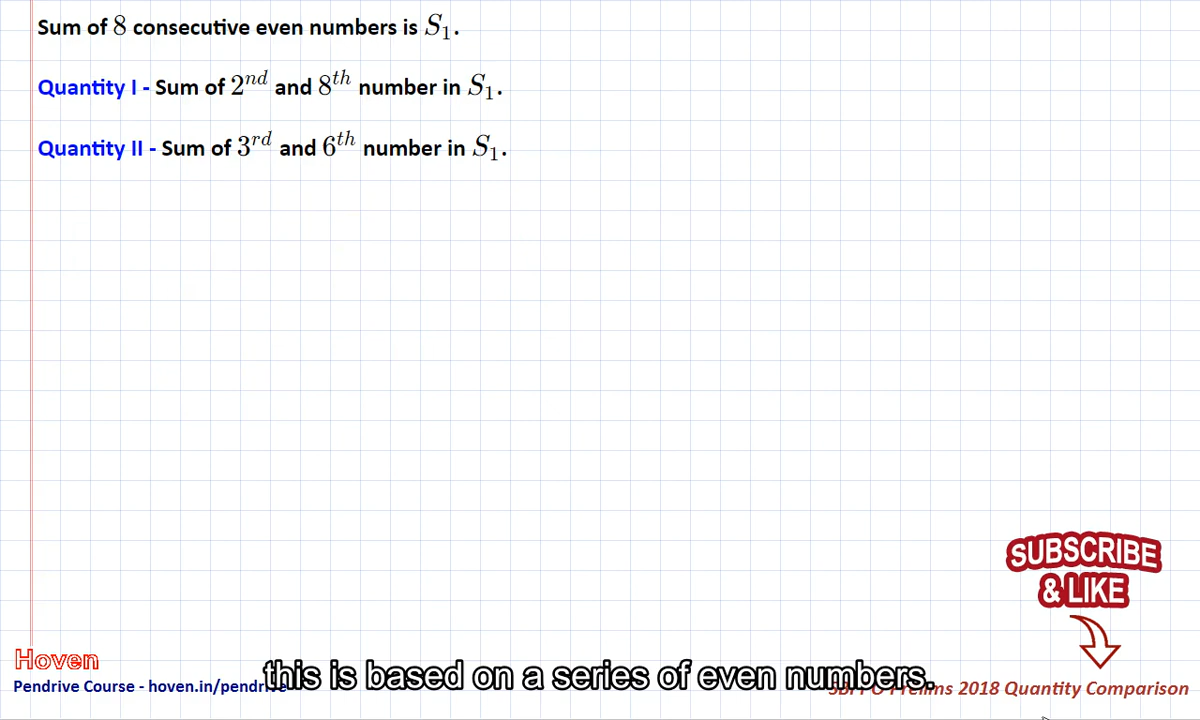 Sum of 8 consecutive even numbers is S₁.
Quantity I - Sum of 2ⁿᵈ and 8ᵗʰ number in S₁.
Quantity II - Sum of 3ʳᵈ and 6ᵗʰ number in S₁.
SUBSCRIBE
& LIKE
Hoven
this is based on a series of even numbers.
Pendrive Course - hoven.in/pendrive
2018 Quantity Comparison